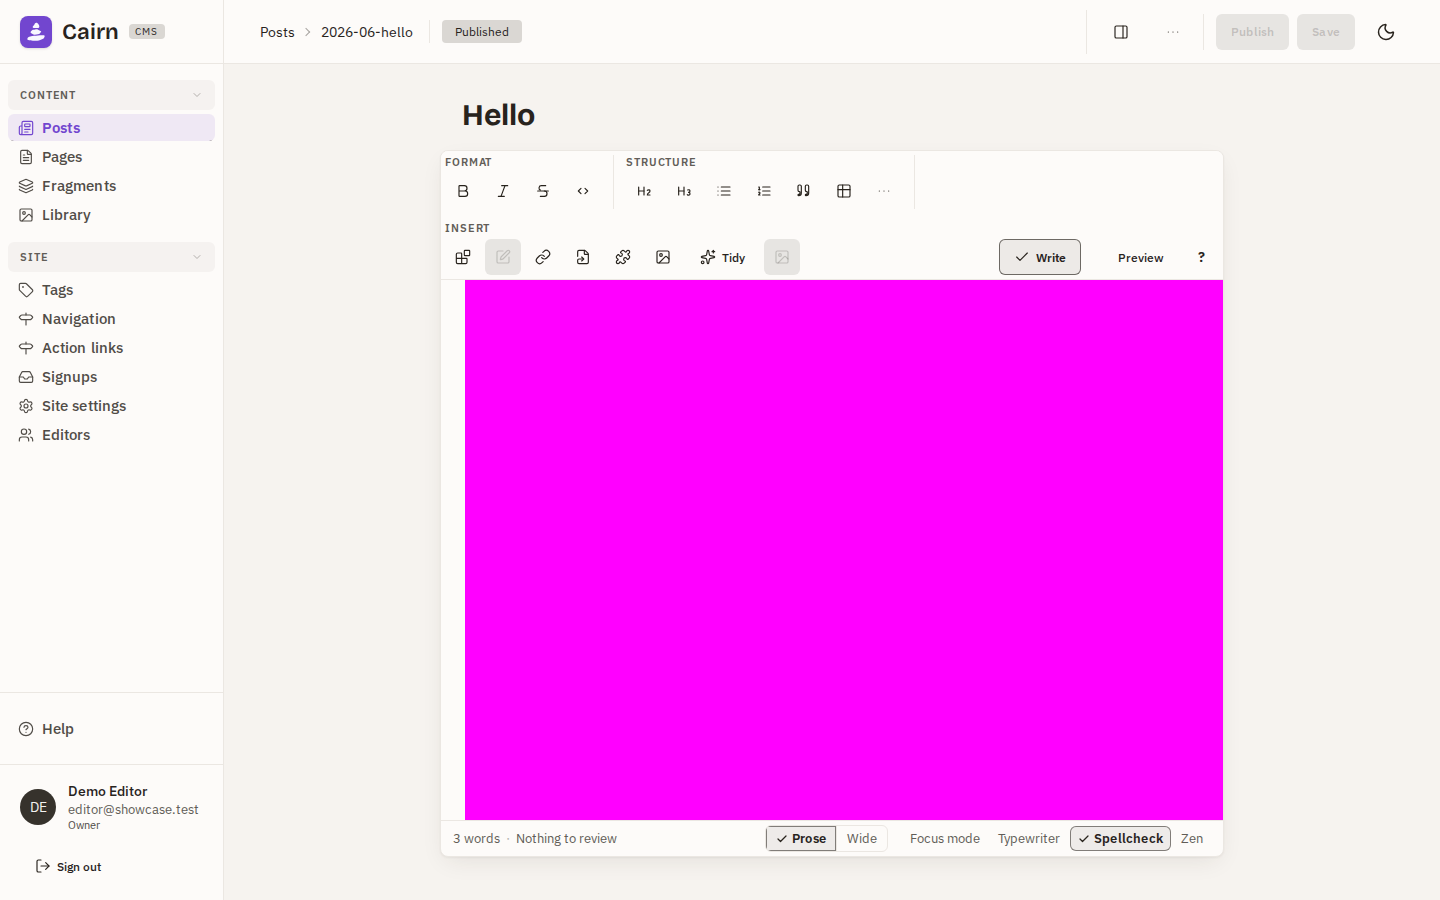 Cairn CMS
Posts 2026-06-hello Published
Publish Save
CONTENT
Posts
Pages
Fragments
Library
SITE
Tags
Navigation
Action links
Signups
Site settings
Editors
Help
DE
Demo Editor
editor@showcase.test
Owner
Sign out
Hello
FORMAT STRUCTURE
B I S H2 H3
INSERT
Tidy Write Preview ?
3 words · Nothing to review Prose Wide Focus mode Typewriter Spellcheck Zen